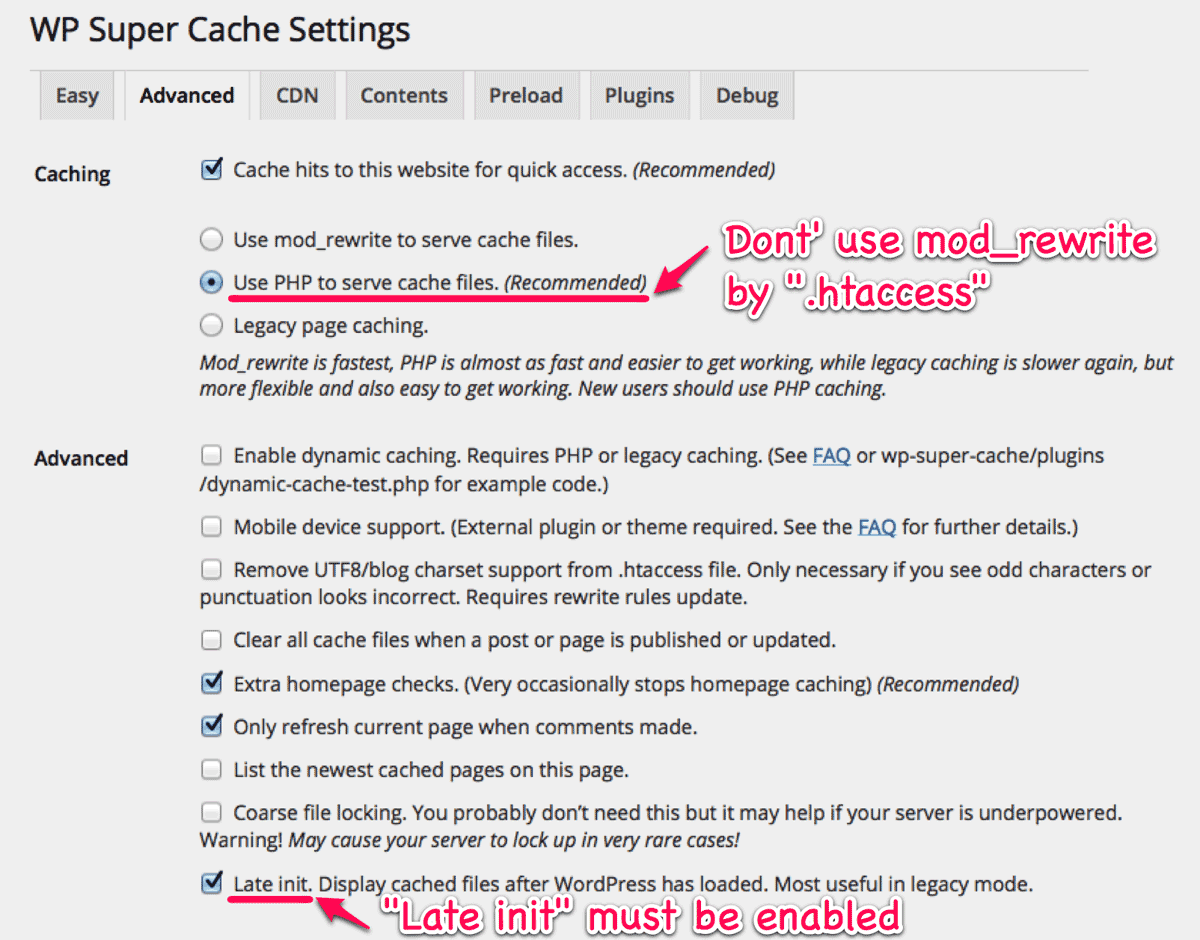 WP Super Cache Settings
Easy
Advanced
CDN
Contents
Preload
Plugins
Debug
Caching
Cache hits to this website for quick access. (Recommended)
Use mod_rewrite to serve cache files.
Use PHP to serve cache files. (Recommended)
Legacy page caching.
Dont' use mod_rewrite
by ".htaccess"
Mod_rewrite is fastest, PHP is almost as fast and easier to get working, while legacy caching is slower again, but
more flexible and also easy to get working. New users should use PHP caching.
Advanced
Enable dynamic caching. Requires PHP or legacy caching. (See FAQ or wp-super-cache/plugins
/dynamic-cache-test.php for example code.)
Mobile device support. (External plugin or theme required. See the FAQ for further details.)
Remove UTF8/blog charset support from .htaccess file. Only necessary if you see odd characters or
punctuation looks incorrect. Requires rewrite rules update.
Clear all cache files when a post or page is published or updated.
Extra homepage checks. (Very occasionally stops homepage caching) (Recommended)
Only refresh current page when comments made.
List the newest cached pages on this page.
Coarse file locking. You probably don’t need this but it may help if your server is underpowered.
Warning! May cause your server to lock up in very rare cases!
Late init. Display cached files after WordPress has loaded. Most useful in legacy mode.
"Late init" must be enabled